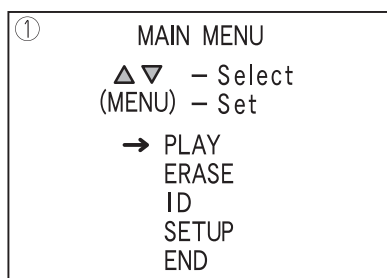 ①
MAIN MENU
△▽ – Select
(MENU) – Set
→ PLAY
ERASE
ID
SETUP
END